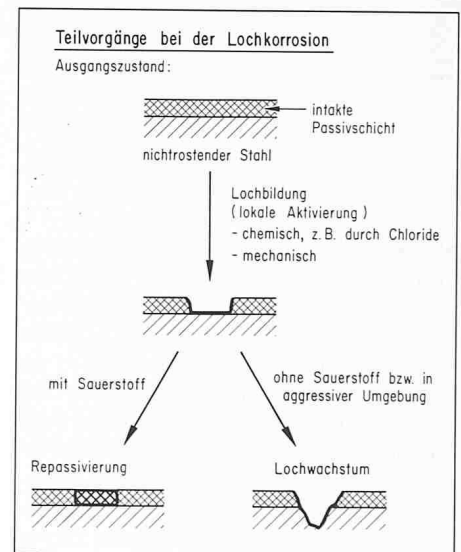 Teilvorgänge bei der Lochkorrosion
Ausgangszustand:
intakte
Passivschicht
nichtrostender Stahl
Lochbildung
(lokale Aktivierung)
- chemisch, z.B. durch Chloride
- mechanisch
mit Sauerstoff
ohne Sauerstoff bzw. in
aggressiver Umgebung
Repassivierung
Lochwachstum